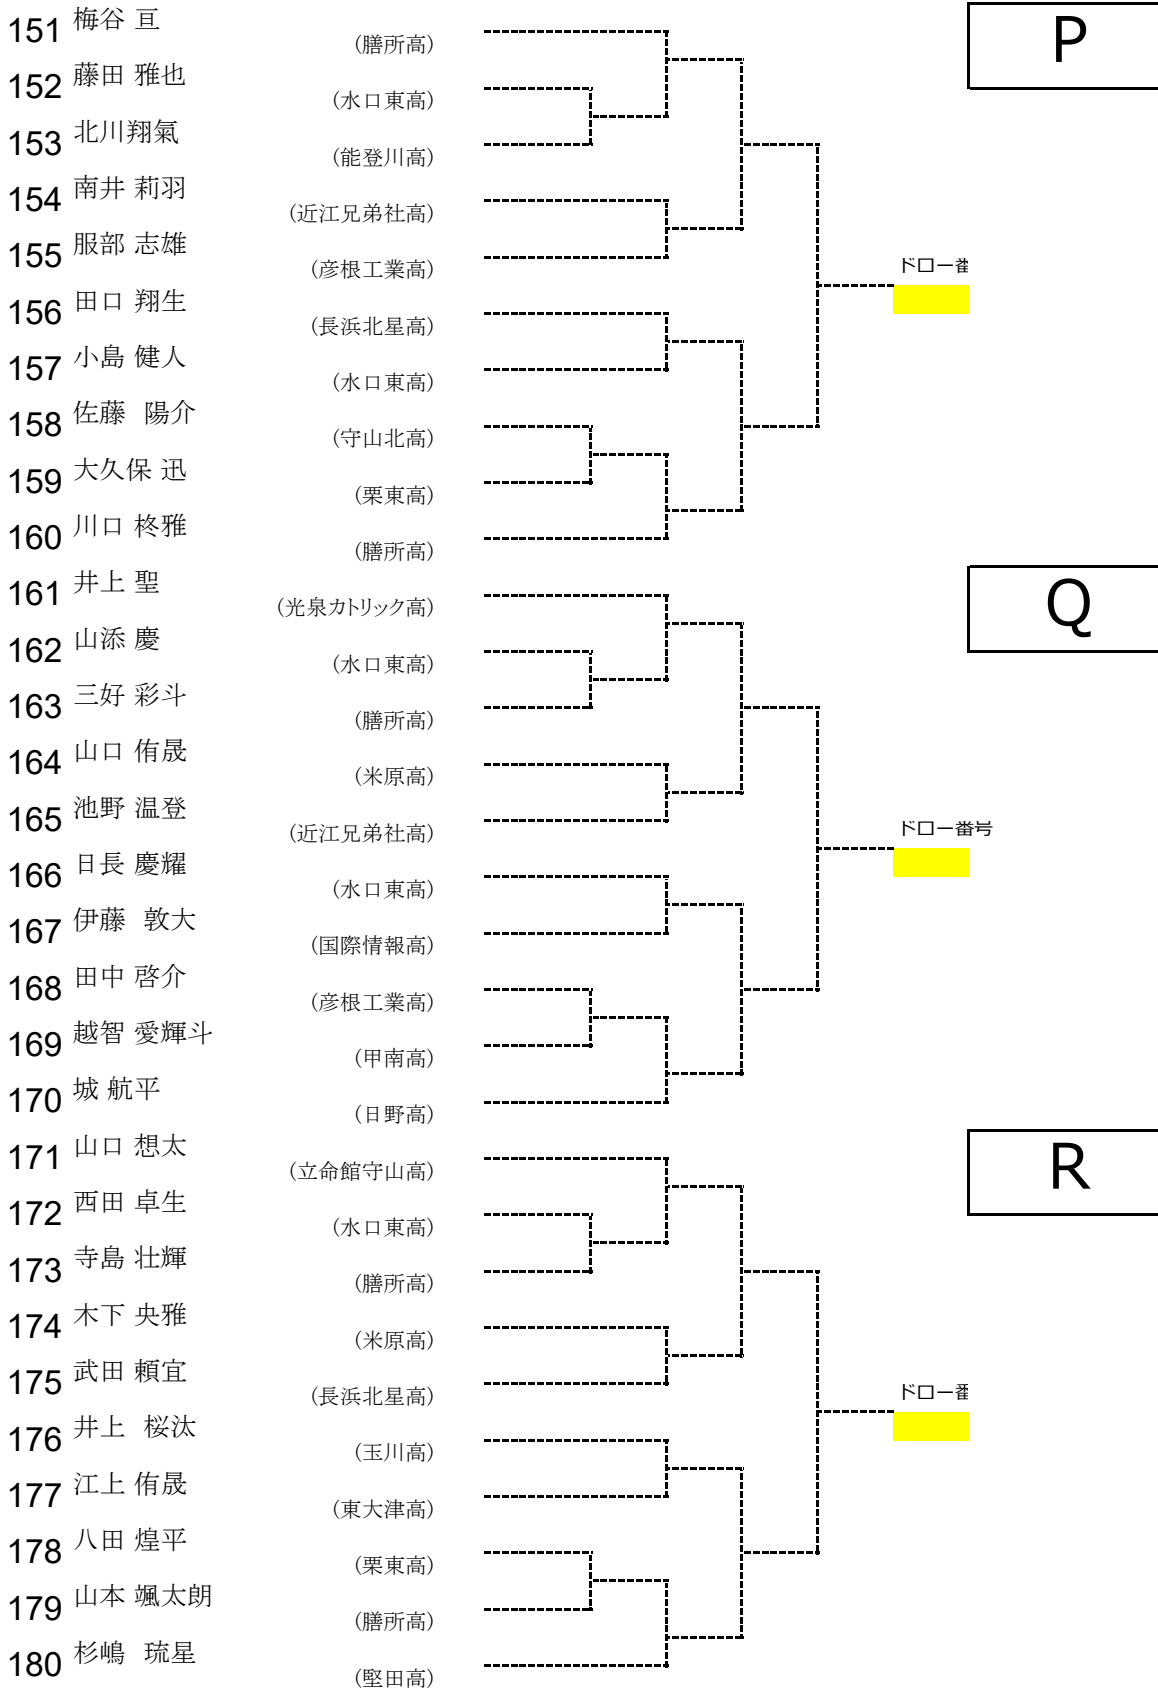 P
151 梅谷 亘 (膳所高)
152 藤田 雅也 (水口東高)
153 北川翔氣 (能登川高)
154 南井 莉羽 (近江兄弟社高)
155 服部 志雄 (彦根工業高)
ドロー番
156 田口 翔生 (長浜北星高)
157 小島 健人 (水口東高)
158 佐藤 陽介 (守山北高)
159 大久保 迅 (栗東高)
160 川口 柊雅 (膳所高)
Q
161 井上 聖 (光泉カトリック高)
162 山添 慶 (水口東高)
163 三好 彩斗 (膳所高)
164 山口 侑晟 (米原高)
165 池野 温登 (近江兄弟社高)
ドロー番号
166 日長 慶耀 (水口東高)
167 伊藤 敦大 (国際情報高)
168 田中 啓介 (彦根工業高)
169 越智 愛輝斗 (甲南高)
170 城 航平 (日野高)
R
171 山口 想太 (立命館守山高)
172 西田 卓生 (水口東高)
173 寺島 壮輝 (膳所高)
174 木下 央雅 (米原高)
175 武田 頼宜 (長浜北星高)
ドロー番
176 井上 桜汰 (玉川高)
177 江上 侑晟 (東大津高)
178 八田 煌平 (栗東高)
179 山本 颯太朗 (膳所高)
180 杉嶋 琉星 (堅田高)